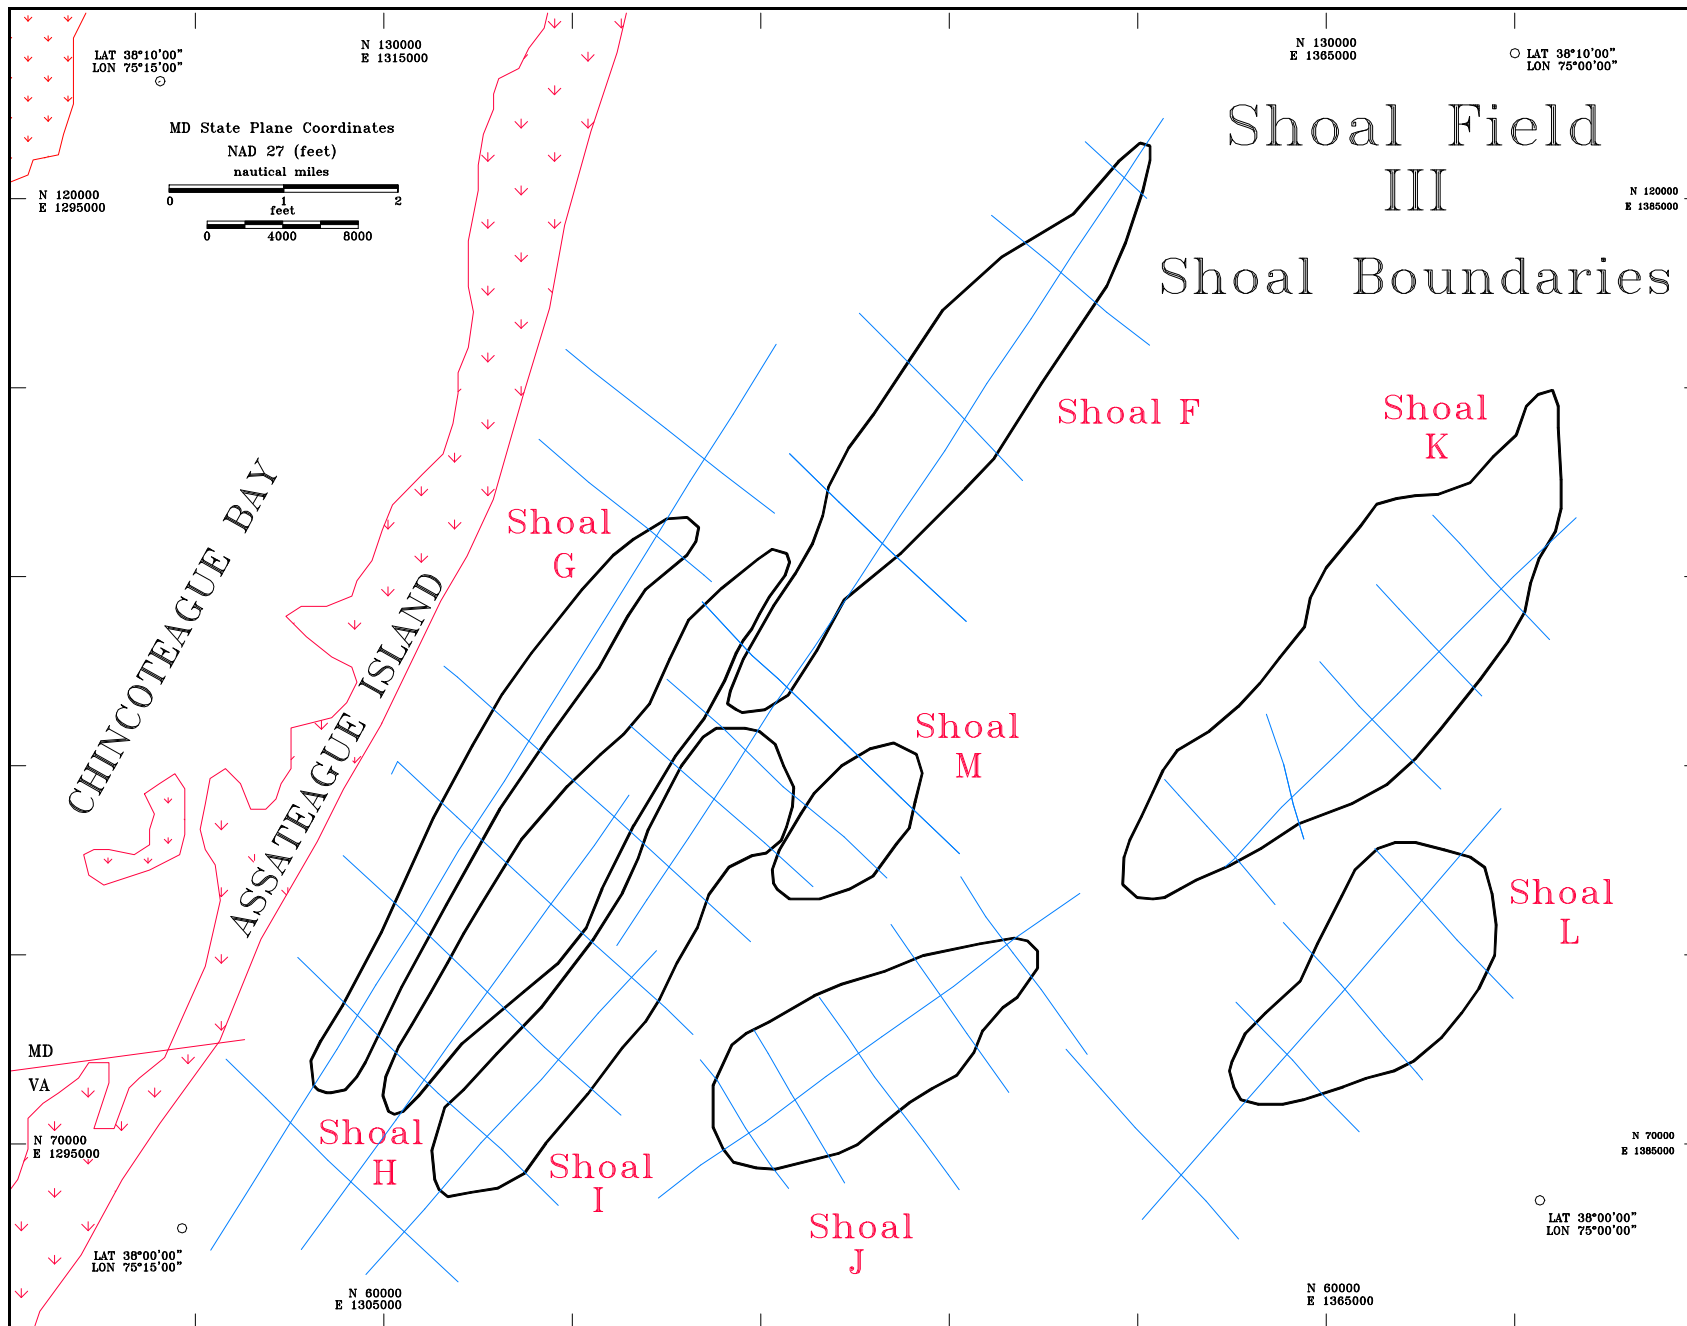 LAT 38°10'00"
LON 75°15'00"
N 130000
E 1315000
N 130000
E 1365000
LAT 38°10'00"
LON 75°00'00"
MD State Plane Coordinates
NAD 27 (feet)
nautical miles
0 1 2
feet
0 4000 8000
Shoal Field
III
Shoal Boundaries
N 120000
E 1295000
N 120000
E 1385000
Shoal F
Shoal
K
Shoal
G
CHINCOTEAGUE BAY
ASSATEAGUE ISLAND
Shoal
M
Shoal
L
MD
VA
N 70000
E 1295000
Shoal
H
Shoal
I
Shoal
J
N 70000
E 1385000
LAT 38°00'00"
LON 75°15'00"
LAT 38°00'00"
LON 75°00'00"
N 60000
E 1305000
N 60000
E 1365000